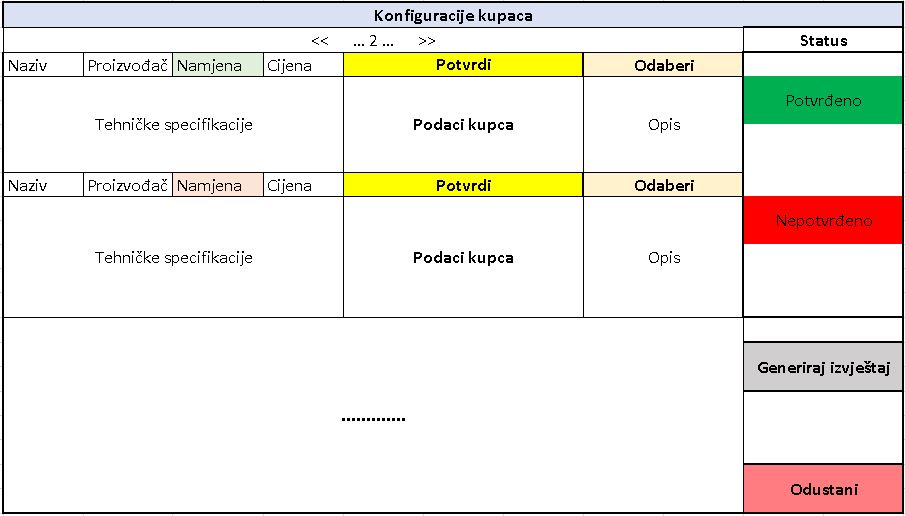 Konfiguracije kupaca
<< ... 2 ... >> Status
Naziv Proizvođač Namjena Cijena Potvrdi Odaberi
Potvrđeno
Tehničke specifikacije Podaci kupca Opis
Naziv Proizvođač Namjena Cijena Potvrdi Odaberi
Nepotvrđeno
Tehničke specifikacije Podaci kupca Opis
Generiraj izvještaj
.............
Odustani